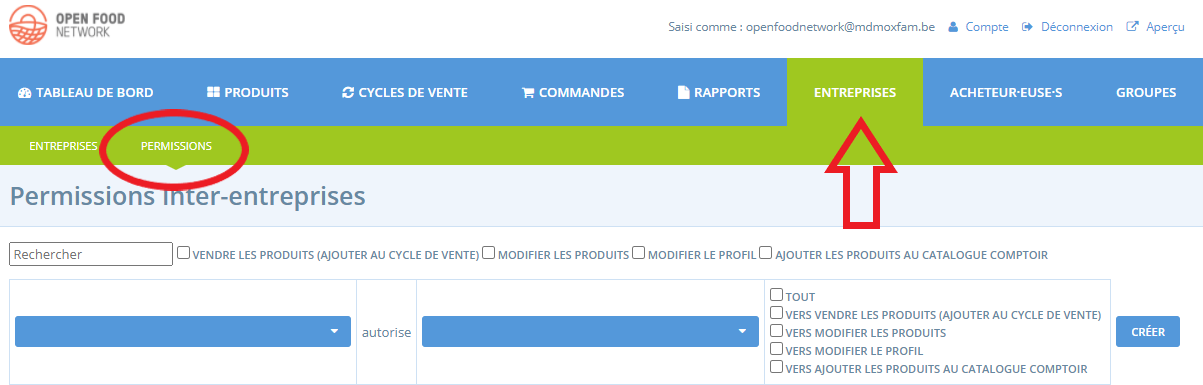 OPEN FOOD
NETWORK
Saisi comme : openfoodnetwork@mdmoxfam.be Compte Déconnexion Aperçu
TABLEAU DE BORD PRODUITS CYCLES DE VENTE COMMANDES RAPPORTS ENTREPRISES ACHETEUR·EUSE·S GROUPES
ENTREPRISES PERMISSIONS
Permissions inter-entreprises
Rechercher VENDRE LES PRODUITS (AJOUTER AU CYCLE DE VENTE) MODIFIER LES PRODUITS MODIFIER LE PROFIL AJOUTER LES PRODUITS AU CATALOGUE COMPTOIR
autorise
TOUT
VERS VENDRE LES PRODUITS (AJOUTER AU CYCLE DE VENTE)
VERS MODIFIER LES PRODUITS
VERS MODIFIER LE PROFIL
VERS AJOUTER LES PRODUITS AU CATALOGUE COMPTOIR
CRÉER